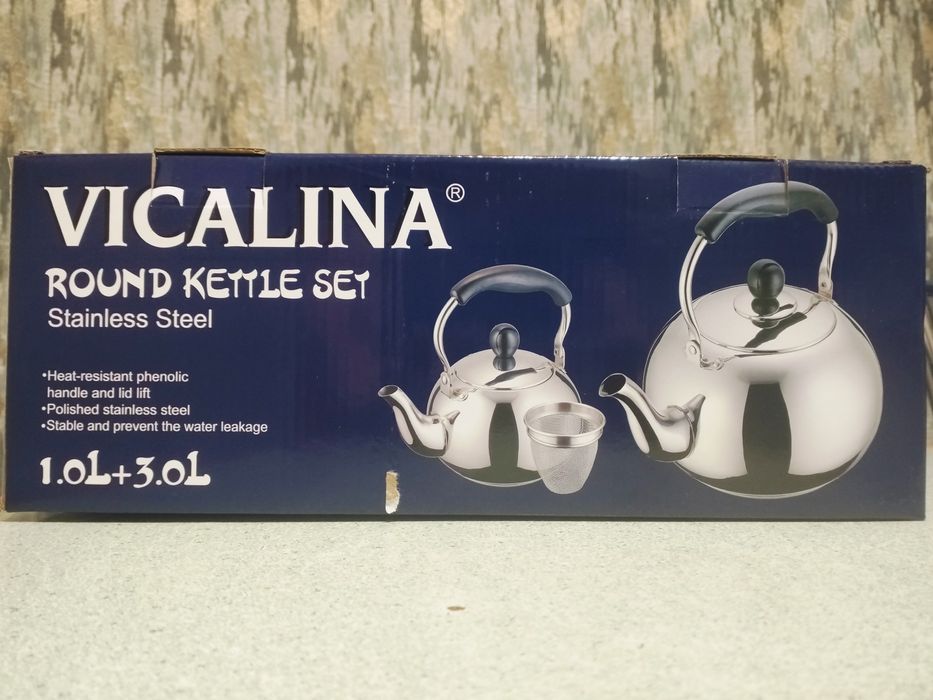 VICALINA®
ROUND KETTLE SET
Stainless Steel
•Heat-resistant phenolic
handle and lid lift
•Polished stainless steel
•Stable and prevent the water leakage
1.0L+3.0L